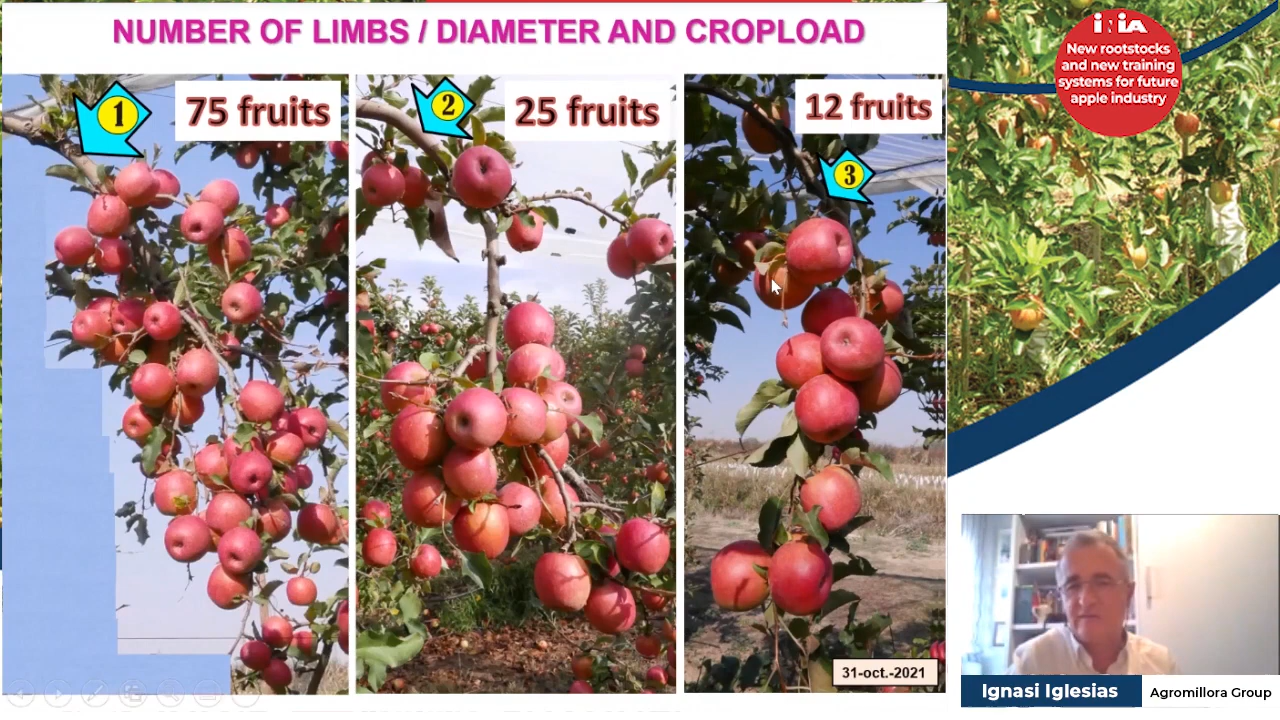 NUMBER OF LIMBS / DIAMETER AND CROPLOAD
1
75 fruits
2
25 fruits
3
12 fruits
31-oct.-2021
INIA
New rootstocks
and new training
systems for future
apple industry
Ignasi Iglesias
Agromillora Group